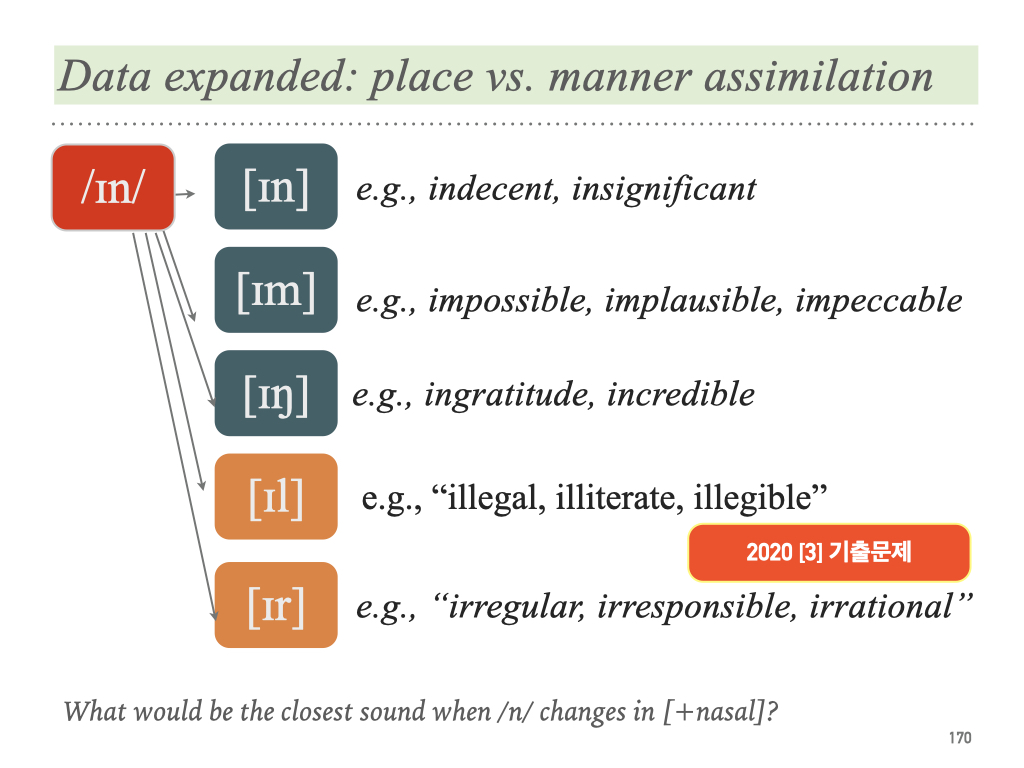 Data expanded: place vs. manner assimilation
/ɪn/
[ɪn] e.g., indecent, insignificant
[ɪm] e.g., impossible, implausible, impeccable
[ɪŋ] e.g., ingratitude, incredible
[ɪl] e.g., “illegal, illiterate, illegible”
2020 [3] 기출문제
[ɪr] e.g., “irregular, irresponsible, irrational”
What would be the closest sound when /n/ changes in [+nasal]?
170